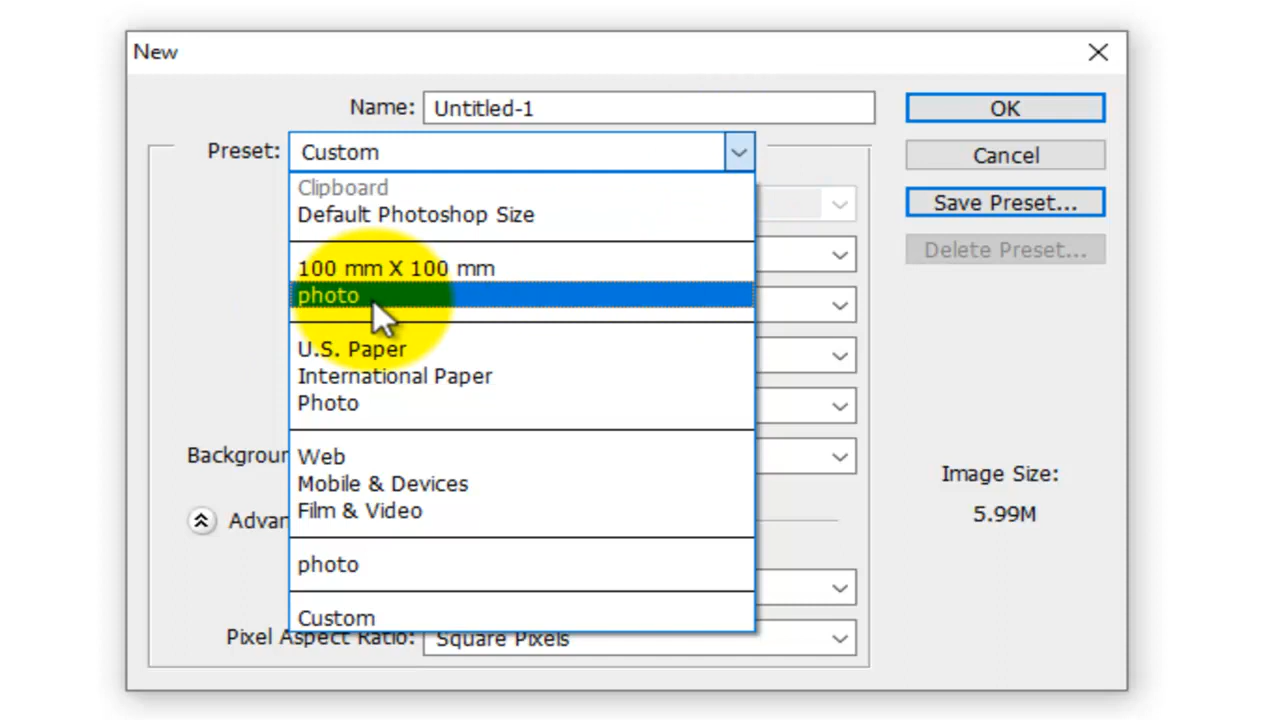 New
Name: Untitled-1
OK
Preset: Custom
Cancel
Clipboard
Default Photoshop Size
Save Preset...
Delete Preset...
100 mm X 100 mm
photo
U.S. Paper
International Paper
Photo
Background
Web
Mobile & Devices
Film & Video
Image Size:
5.99M
Advan
photo
Custom
Pixel Aspect Ratio: Square Pixels